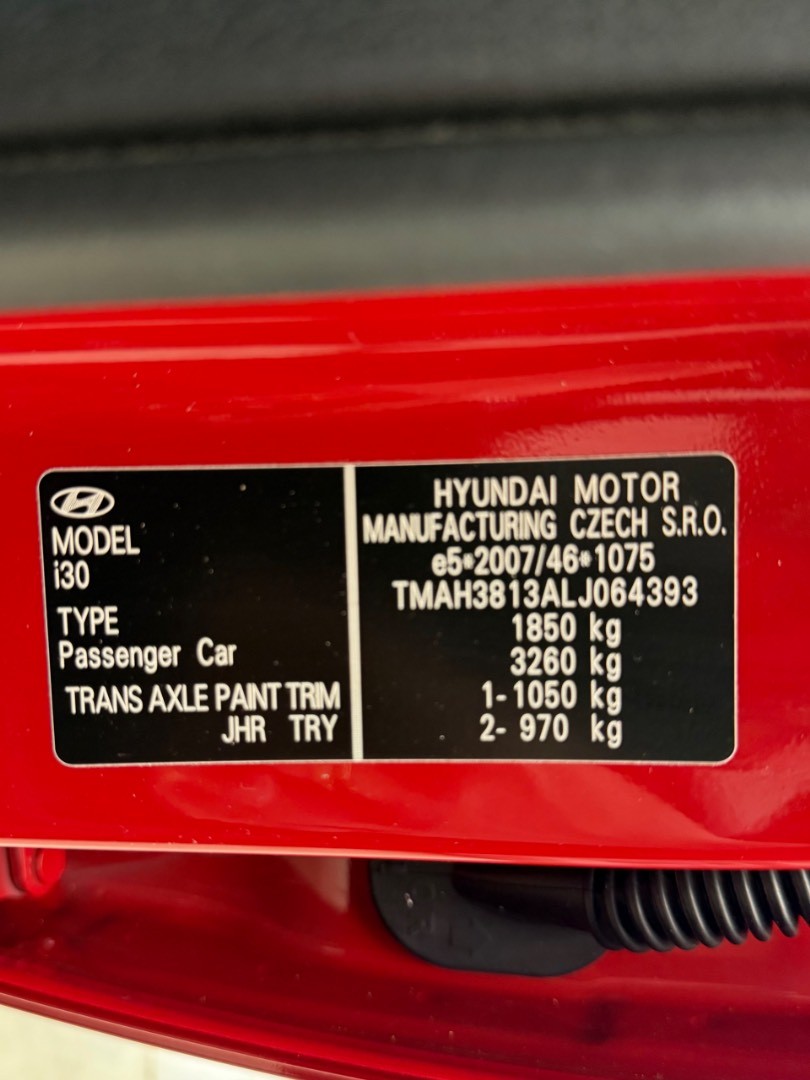 MODEL
i30
TYPE
Passenger Car
TRANS AXLE PAINT TRIM
JHR TRY
HYUNDAI MOTOR
MANUFACTURING CZECH S.R.O.
e5*2007/46*1075
TMAH3813ALJ064393
1850 kg
3260 kg
1- 1050 kg
2- 970 kg